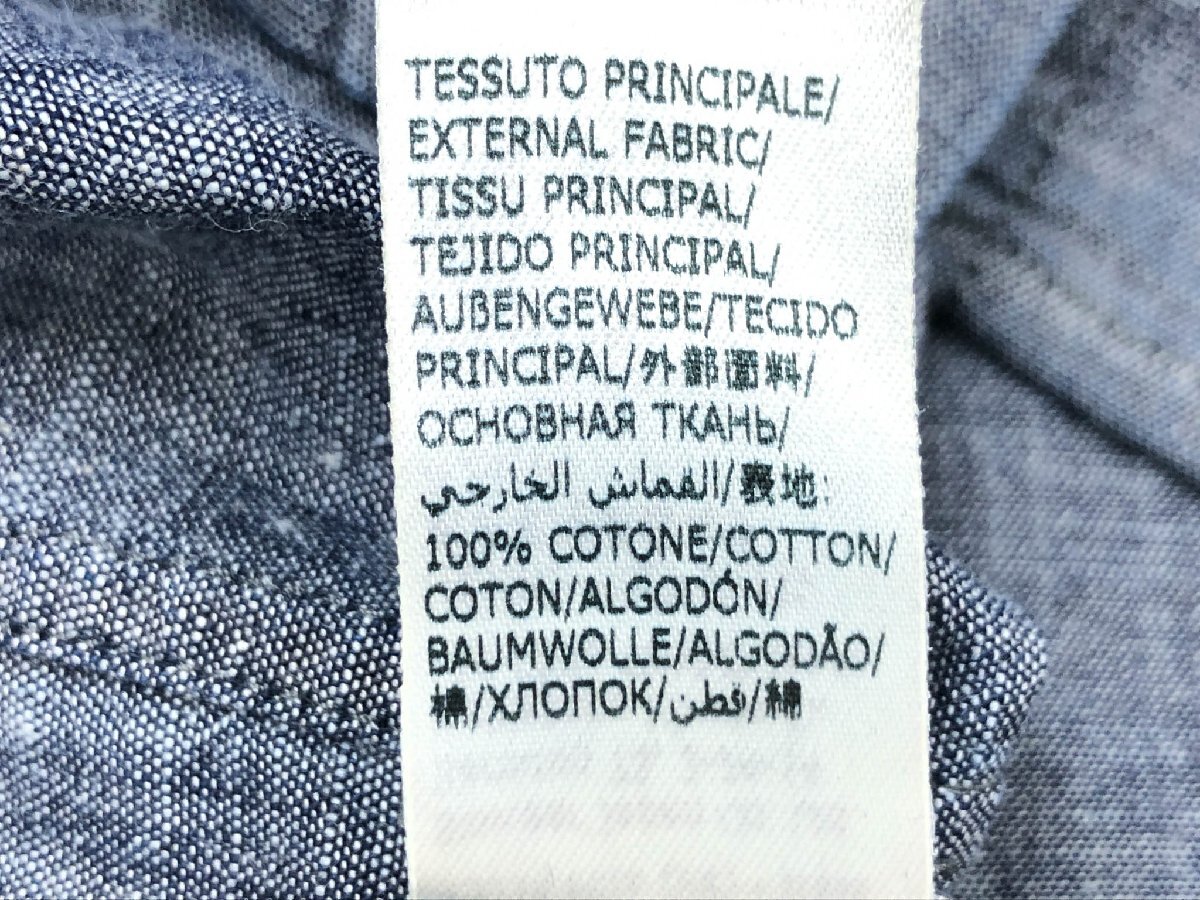 TESSUTO PRINCIPALE/
EXTERNAL FABRIC/
TISSU PRINCIPAL/
TEJIDO PRINCIPAL/
AUßENGEWEBE/TECIDO
PRINCIPAL/外部面料/
ОСНОВНАЯ ТКАНЬ/
القماش الخارجي/表地:
100% COTONE/COTTON/
COTON/ALGODÓN/
BAUMWOLLE/ALGODÃO/
棉/ХЛОПОК/قطن/綿